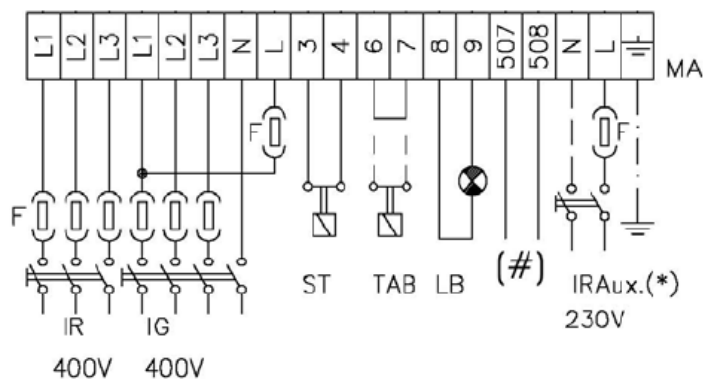 L1 L2 L3 L1 L2 L3 N L 3 4 6 7 8 9 507 508 N L
MA
F F
F
ST TAB LB (#) IRAux.(*)
IR IG 230V
400V 400V